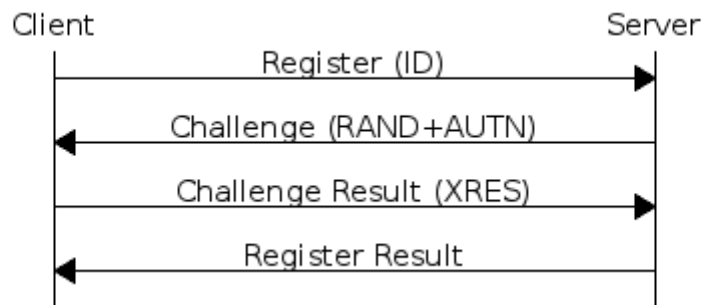 Client Server
Register (ID)
Challenge (RAND+AUTN)
Challenge Result (XRES)
Register Result